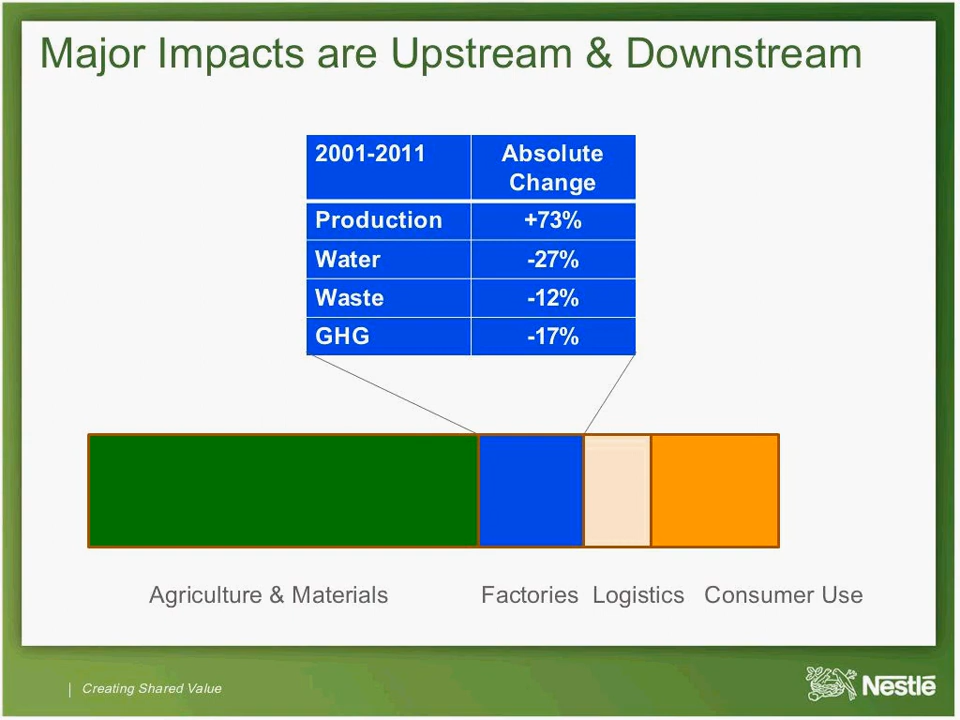 Major Impacts are Upstream & Downstream
2001-2011 Absolute Change
Production +73%
Water -27%
Waste -12%
GHG -17%
Agriculture & Materials Factories Logistics Consumer Use
| Creating Shared Value
Nestlé